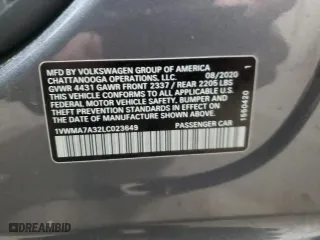 MFD BY VOLKSWAGEN GROUP OF AMERICA
CHATTANOOGA OPERATIONS, LLC. 08/2020 1
GVWR 4431 GAWR FRONT 2337 / REAR 2205 LBS
THIS VEHICLE CONFORMS TO ALL APPLICABLE U.S.
FEDERAL MOTOR VEHICLE SAFETY, BUMPER AND
THEFT PREVENTION STANDARDS IN EFFECT ON THE
DATE OF MANUFACTURE SHOWN ABOVE.
1VWMA7A32LC023649 PASSENGER CAR
1550420
DREAMBID